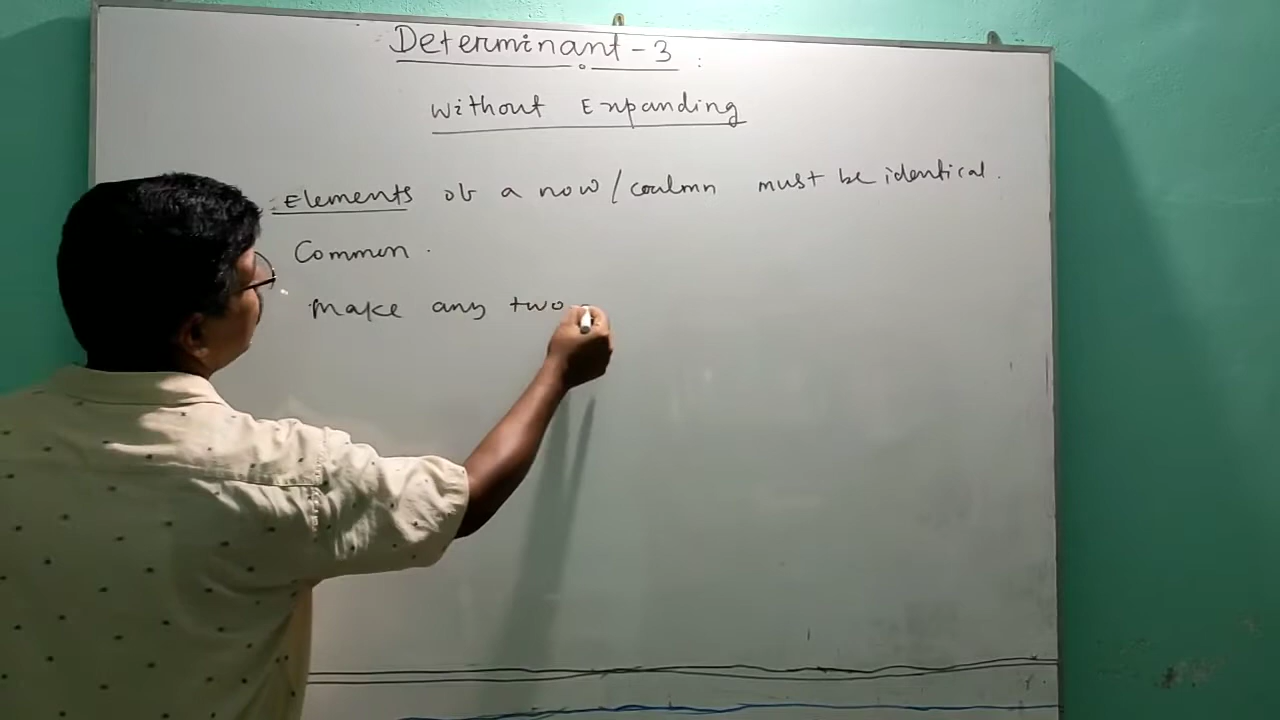 Determinant - 3 :
without Expanding
Elements of a row / coulmn must be identical.
Common.
Make any two